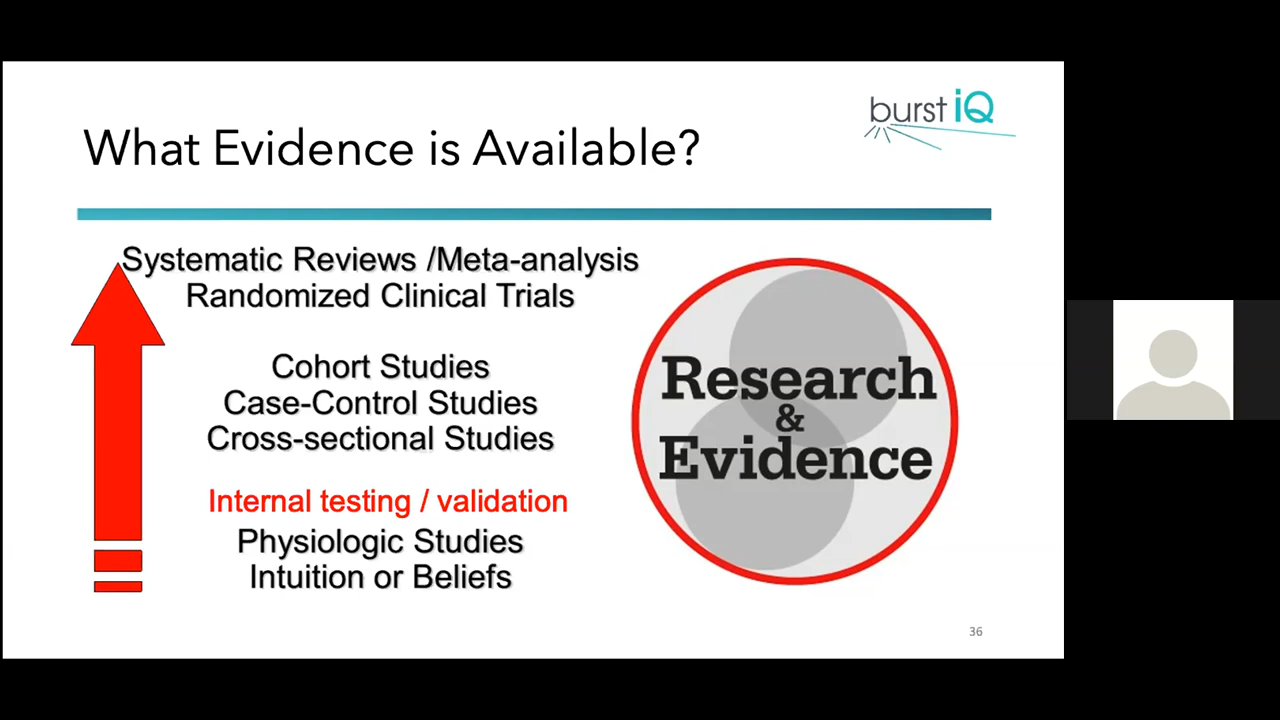 burst iQ
What Evidence is Available?
Systematic Reviews /Meta-analysis
Randomized Clinical Trials
Cohort Studies
Case-Control Studies
Cross-sectional Studies
Internal testing / validation
Physiologic Studies
Intuition or Beliefs
Research
&
Evidence
36